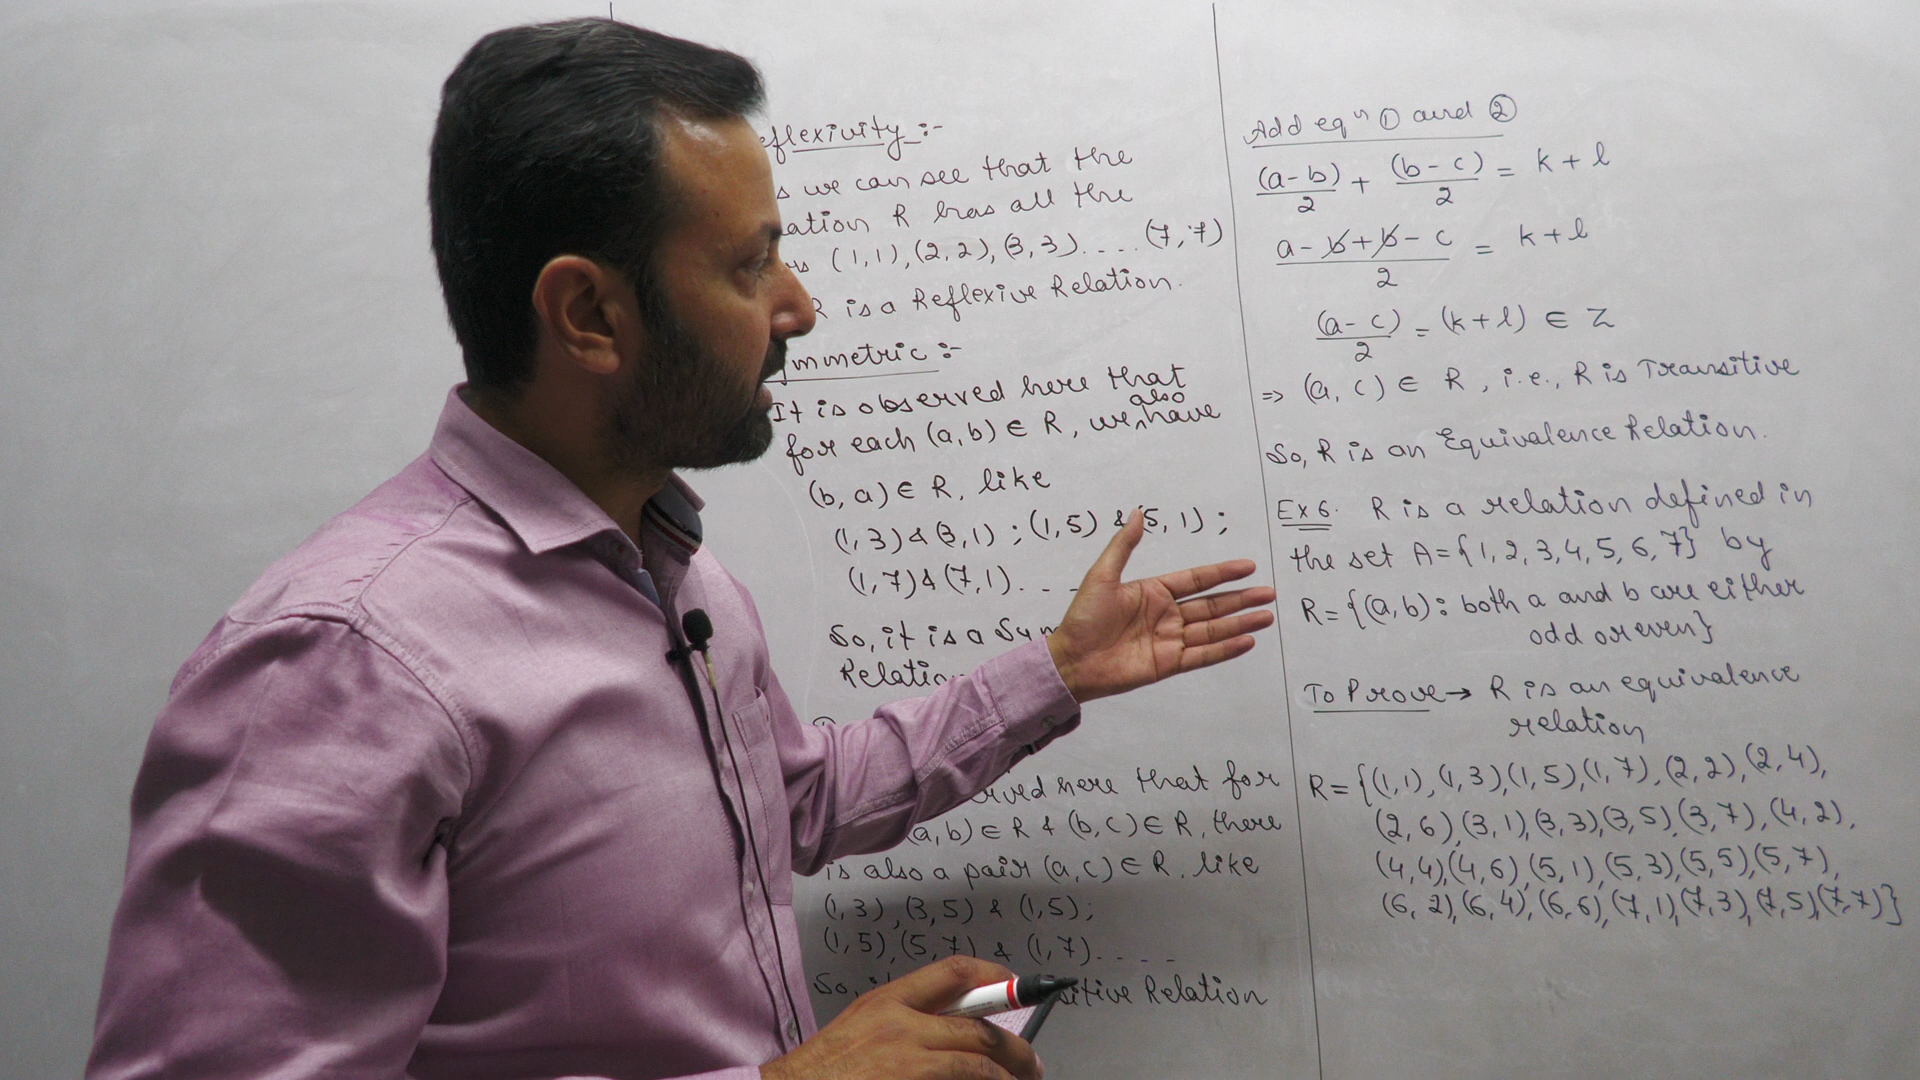 eflexivity :-
s we can see that the
ation R has all the
(1,1),(2,2),(3,3)....(7,7)
R is a Reflexive Relation.
ymmetric :-
It is observed here that
for each (a,b) ∈ R, we also have
(b,a) ∈ R, like
(1,3) & (3,1) ; (1,5) & (5,1) ;
(1,7) & (7,1)...
So, it is a Sym
Relation
rved here that for
(a,b) ∈ R & (b,c) ∈ R, there
is also a pair (a,c) ∈ R, like
(1,3),(3,5) & (1,5);
(1,5),(5,7) & (1,7)....
So, sitive Relation
Add eqⁿ ① and ②
(a-b)/2 + (b-c)/2 = k+l
(a-b+b-c)/2 = k+l
(a-c)/2 = (k+l) ∈ Z
⇒ (a,c) ∈ R, i.e., R is Transitive
So, R is an Equivalence Relation.
Ex 6. R is a relation defined in
the set A={1,2,3,4,5,6,7} by
R={(a,b): both a and b are either
odd or even}
To Prove → R is an equivalence
relation
R={(1,1),(1,3),(1,5),(1,7),(2,2),(2,4),
(2,6),(3,1),(3,3),(3,5),(3,7),(4,2),
(4,4),(4,6),(5,1),(5,3),(5,5),(5,7),
(6,2),(6,4),(6,6),(7,1),(7,3),(7,5),(7,7)}